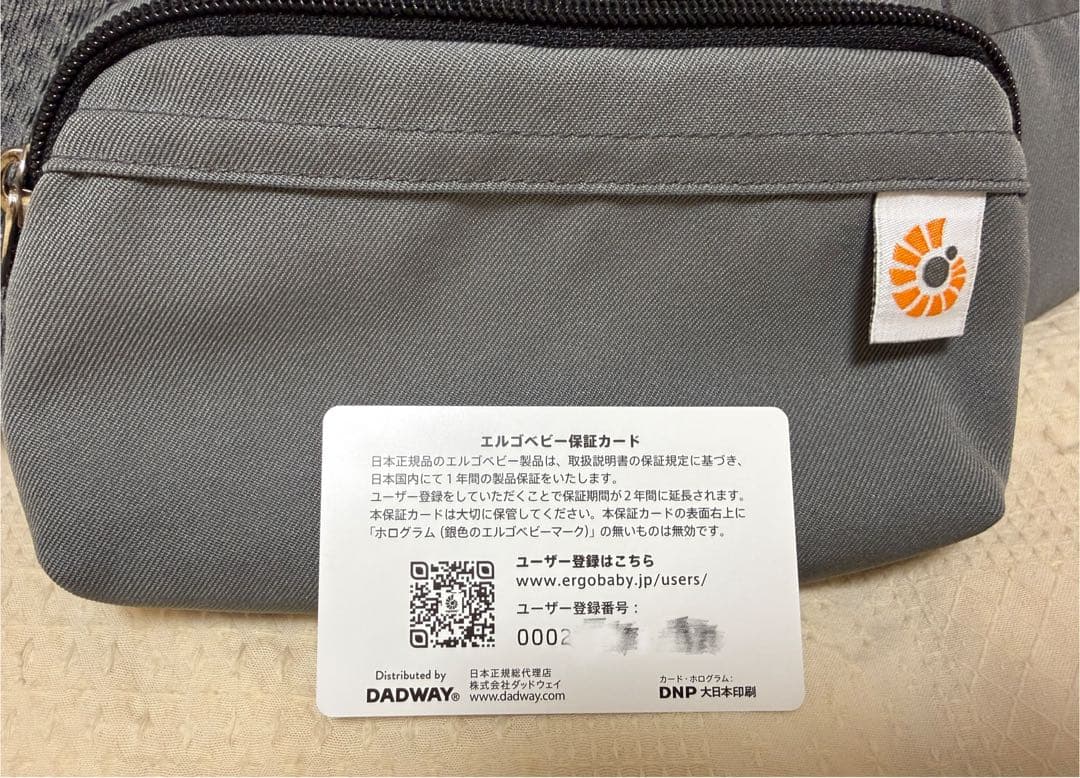 エルゴベビー保証カード
日本正規品のエルゴベビー製品は、取扱説明書の保証規定に基づき、
日本国内にて1年間の製品保証をいたします。
ユーザー登録をしていただくことで保証期間が2年間に延長されます。
本保証カードは大切に保管してください。本保証カードの表面右上に
「ホログラム(銀色のエルゴベビーマーク)」の無いものは無効です。
ユーザー登録はこちら
www.ergobaby.jp/users/
ユーザー登録番号：
0002
Distributed by
DADWAY®
日本正規総代理店
株式会社ダッドウェイ
www.dadway.com
カード・ホログラム：
DNP 大日本印刷